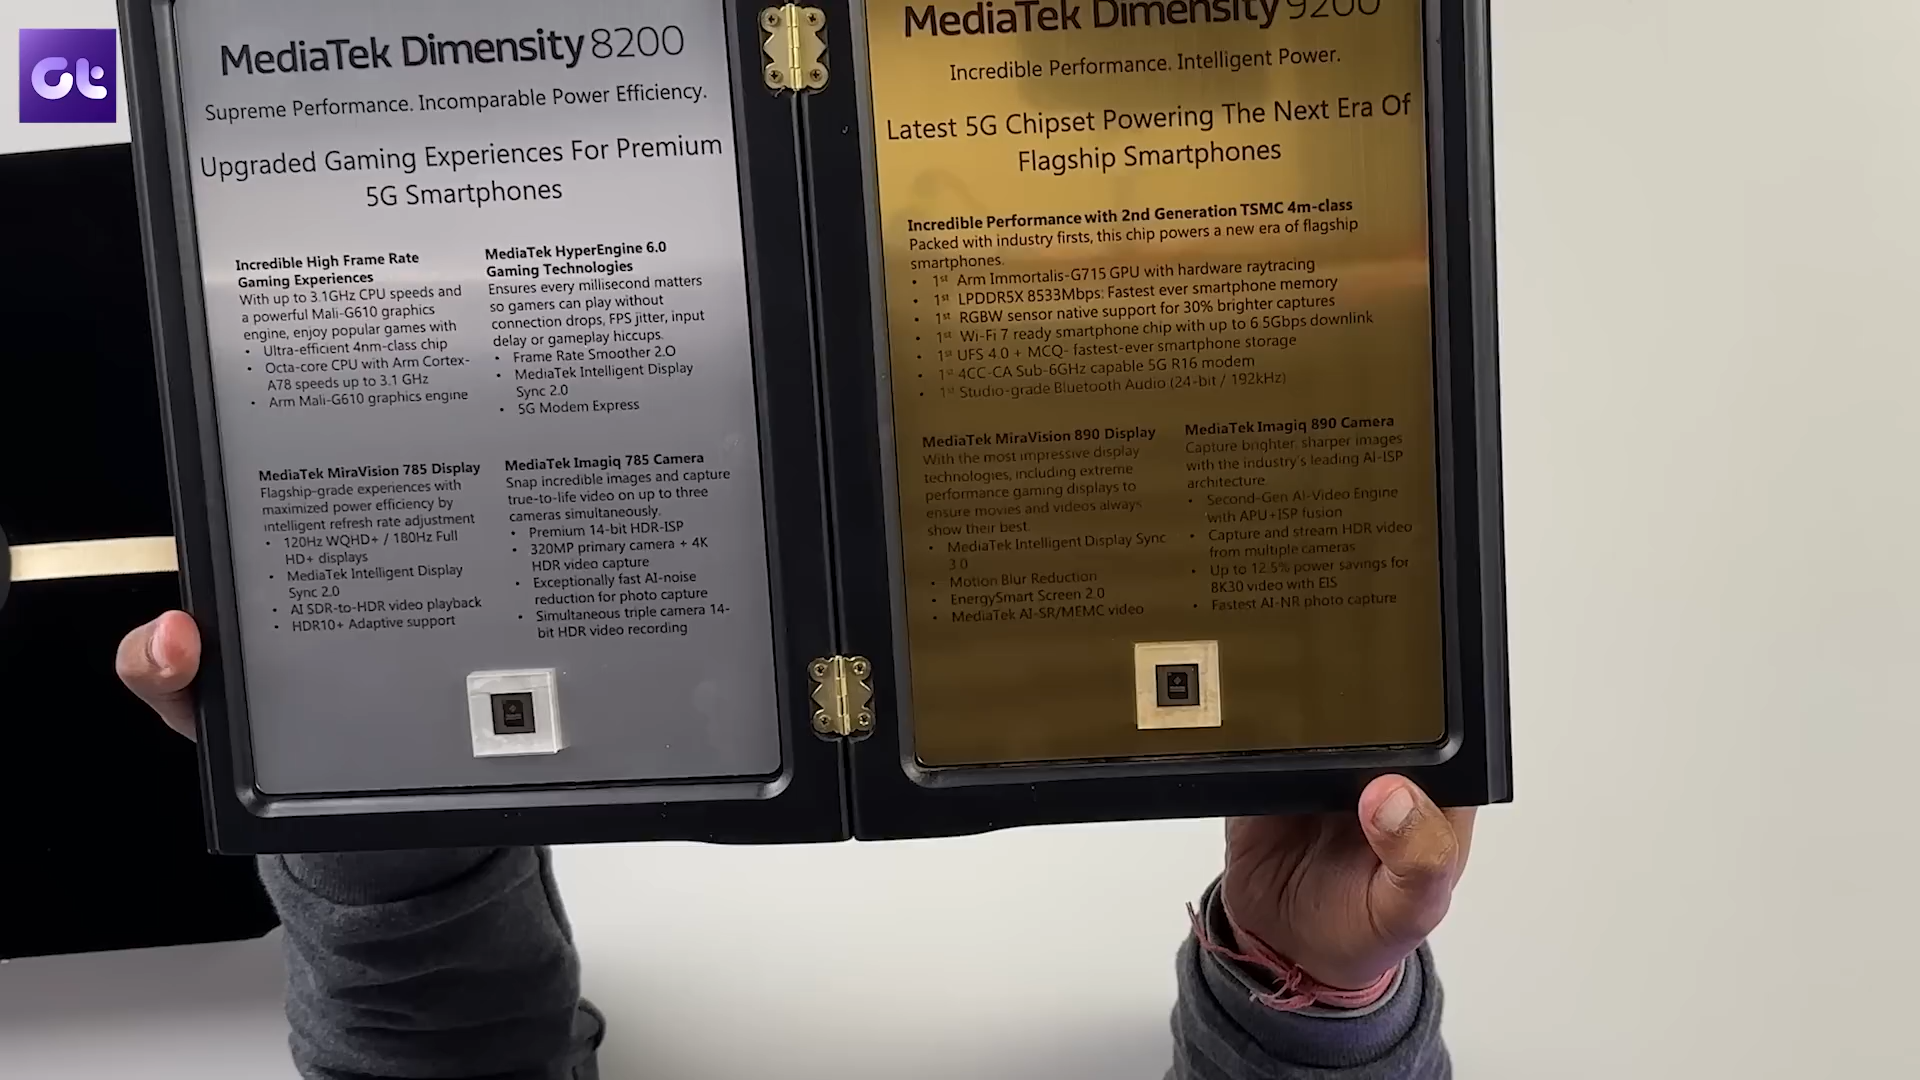 Gt
MediaTek Dimensity 8200
Supreme Performance. Incomparable Power Efficiency.
Upgraded Gaming Experiences For Premium
5G Smartphones
Incredible High Frame Rate
Gaming Experiences
With up to 3.1GHz CPU speeds and
a powerful Mali-G610 graphics
engine, enjoy popular games with
• Ultra-efficient 4nm-class chip
• Octa-core CPU with Arm Cortex-
A78 speeds up to 3.1 GHz
• Arm Mali-G610 graphics engine
MediaTek HyperEngine 6.0
Gaming Technologies
Ensures every millisecond matters
so gamers can play without
connection drops, FPS jitter, input
delay or gameplay hiccups.
• Frame Rate Smoother 2.0
• MediaTek Intelligent Display
Sync 2.0
• 5G Modem Express
MediaTek MiraVision 785 Display
Flagship-grade experiences with
maximized power efficiency by
intelligent refresh rate adjustment
• 120Hz WQHD+ / 180Hz Full
HD+ displays
• MediaTek Intelligent Display
Sync 2.0
• AI SDR-to-HDR video playback
• HDR10+ Adaptive support
MediaTek Imagiq 785 Camera
Snap incredible images and capture
true-to-life video on up to three
cameras simultaneously.
• Premium 14-bit HDR-ISP
• 320MP primary camera + 4K
HDR video capture
• Exceptionally fast AI-noise
reduction for photo capture
• Simultaneous triple camera 14-
bit HDR video recording
MediaTek Dimensity 9200
Incredible Performance. Intelligent Power.
Latest 5G Chipset Powering The Next Era Of
Flagship Smartphones
Incredible Performance with 2nd Generation TSMC 4m-class
Packed with industry firsts, this chip powers a new era of flagship
smartphones.
• 1st Arm Immortalis-G715 GPU with hardware raytracing
• 1st LPDDR5X 8533Mbps: Fastest ever smartphone memory
• 1st RGBW sensor native support for 30% brighter captures
• 1st Wi-Fi 7 ready smartphone chip with up to 6.5Gbps downlink
• 1st UFS 4.0 + MCQ- fastest-ever smartphone storage
• 1st 4CC-CA Sub-6GHz capable 5G R16 modem
• 1st Studio-grade Bluetooth Audio (24-bit / 192kHz)
MediaTek MiraVision 890 Display
With the most impressive display
technologies, including extreme
performance gaming displays to
ensure movies and videos always
show their best.
• MediaTek Intelligent Display Sync
3.0
• Motion Blur Reduction
• EnergySmart Screen 2.0
• MediaTek AI-SR/MEMC video
MediaTek Imagiq 890 Camera
Capture brighter, sharper images
with the industry's leading AI-ISP
architecture.
• Second-Gen AI-Video Engine
with APU+ISP fusion
• Capture and stream HDR video
from multiple cameras
• Up to 12.5% power savings for
8K30 video with EIS
• Fastest AI-NR photo capture